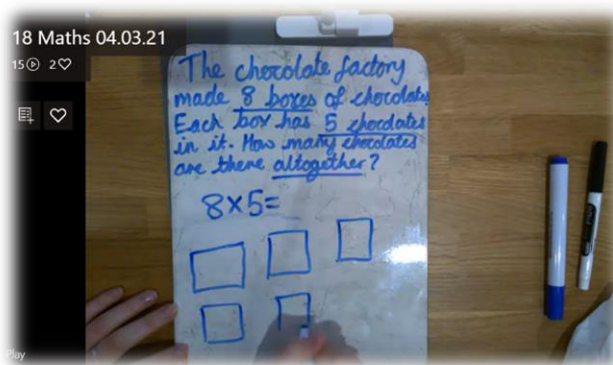 18 Maths 04.03.21
15 2
The chocolate factory
made 8 boxes of chocolates.
Each box has 5 chocolates
in it. How many chocolates
are there altogether?
8×5=
Play